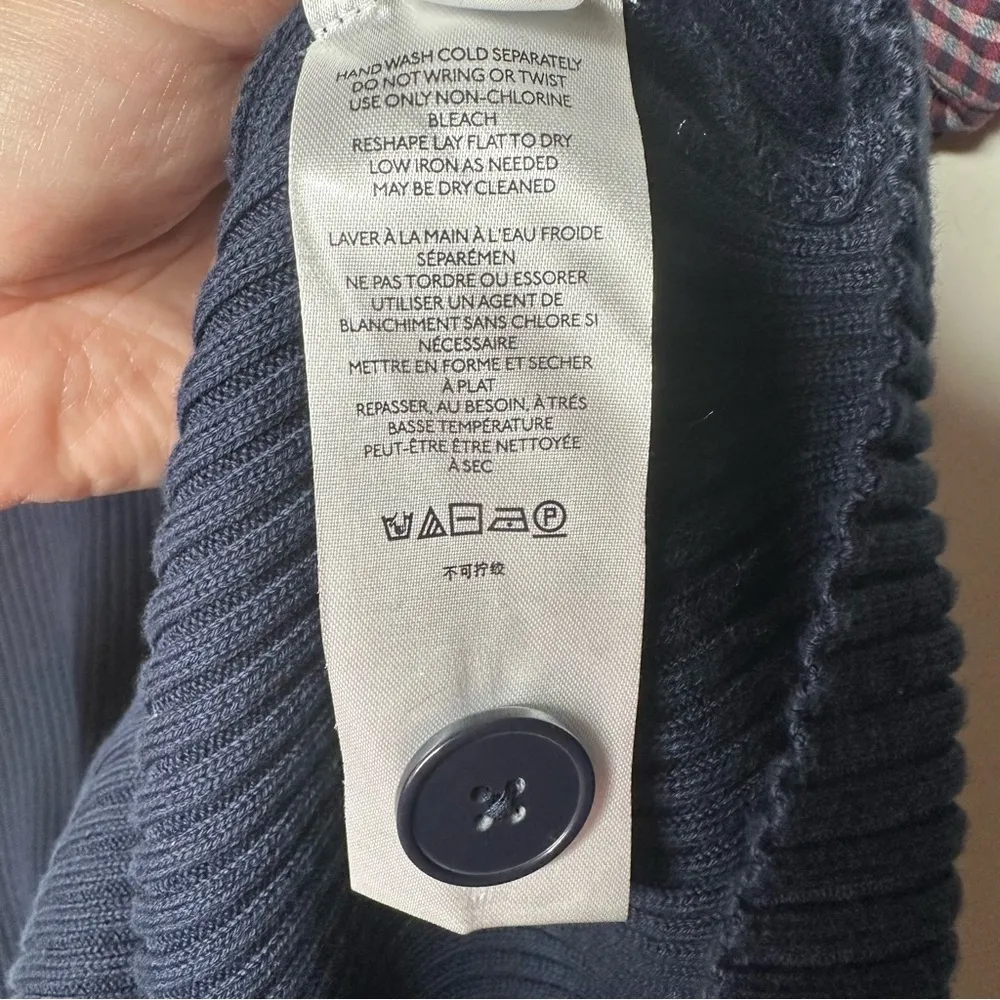 HAND WASH COLD SEPARATELY
DO NOT WRING OR TWIST
USE ONLY NON-CHLORINE
BLEACH
RESHAPE LAY FLAT TO DRY
LOW IRON AS NEEDED
MAY BE DRY CLEANED
LAVER À LA MAIN À L'EAU FROIDE
SÉPARÉMEN
NE PAS TORDRE OU ESSORER
UTILISER UN AGENT DE
BLANCHIMENT SANS CHLORE SI
NÉCESSAIRE
METTRE EN FORME ET SECHER
À PLAT
REPASSER, AU BESOIN, À TRÉS
BASSE TEMPÉRATURE
PEUT-ÊTRE ÊTRE NETTOYÉE
À SEC
P
不可拧绞